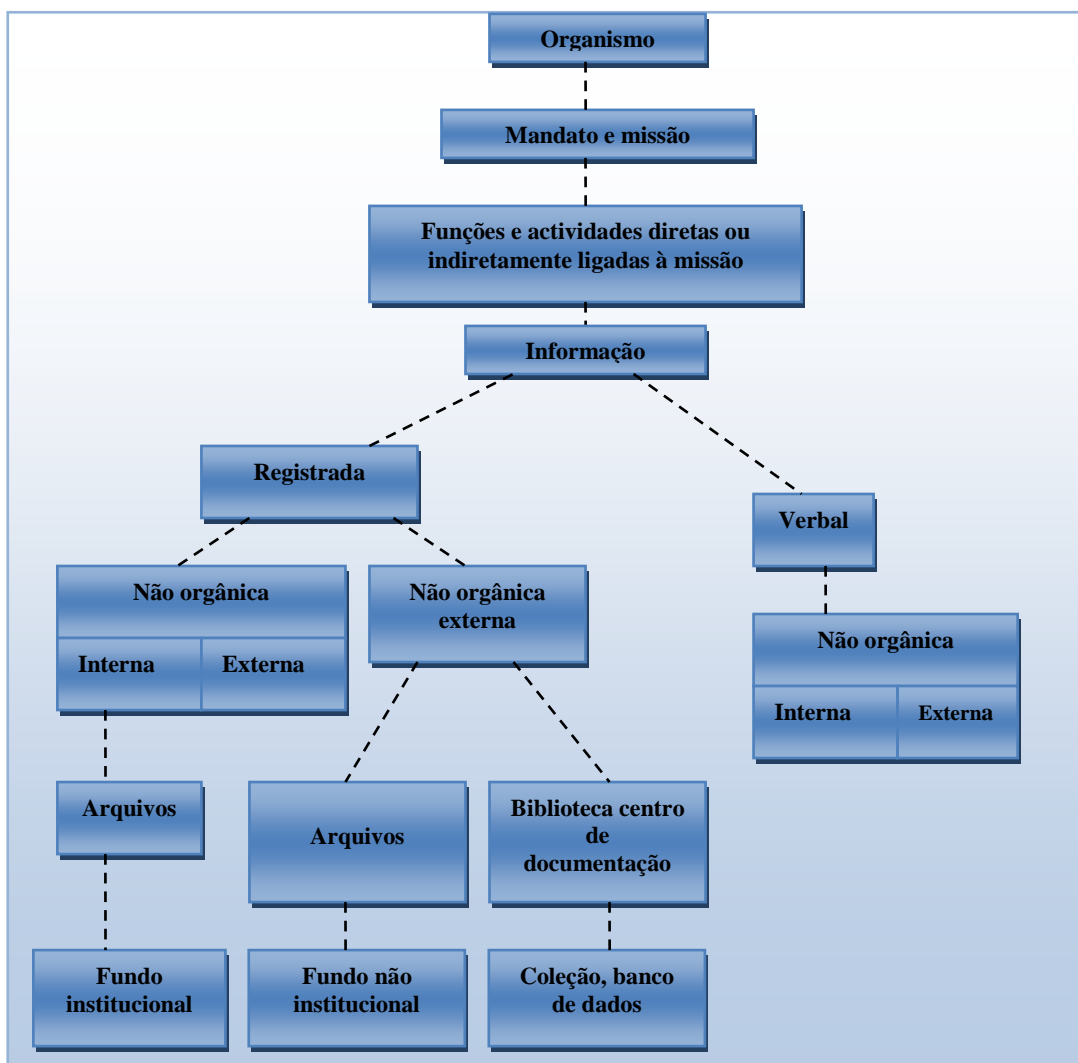 Organismo
Mandato e missão
Funções e actividades diretas ou
indiretamente ligadas à missão
Informação
Registrada
Verbal
Não orgânica
Interna
Externa
Não orgânica
externa
Não orgânica
Interna
Externa
Arquivos
Arquivos
Biblioteca centro
de
documentação
Fundo
institucional
Fundo não
institucional
Coleção, banco
de dados